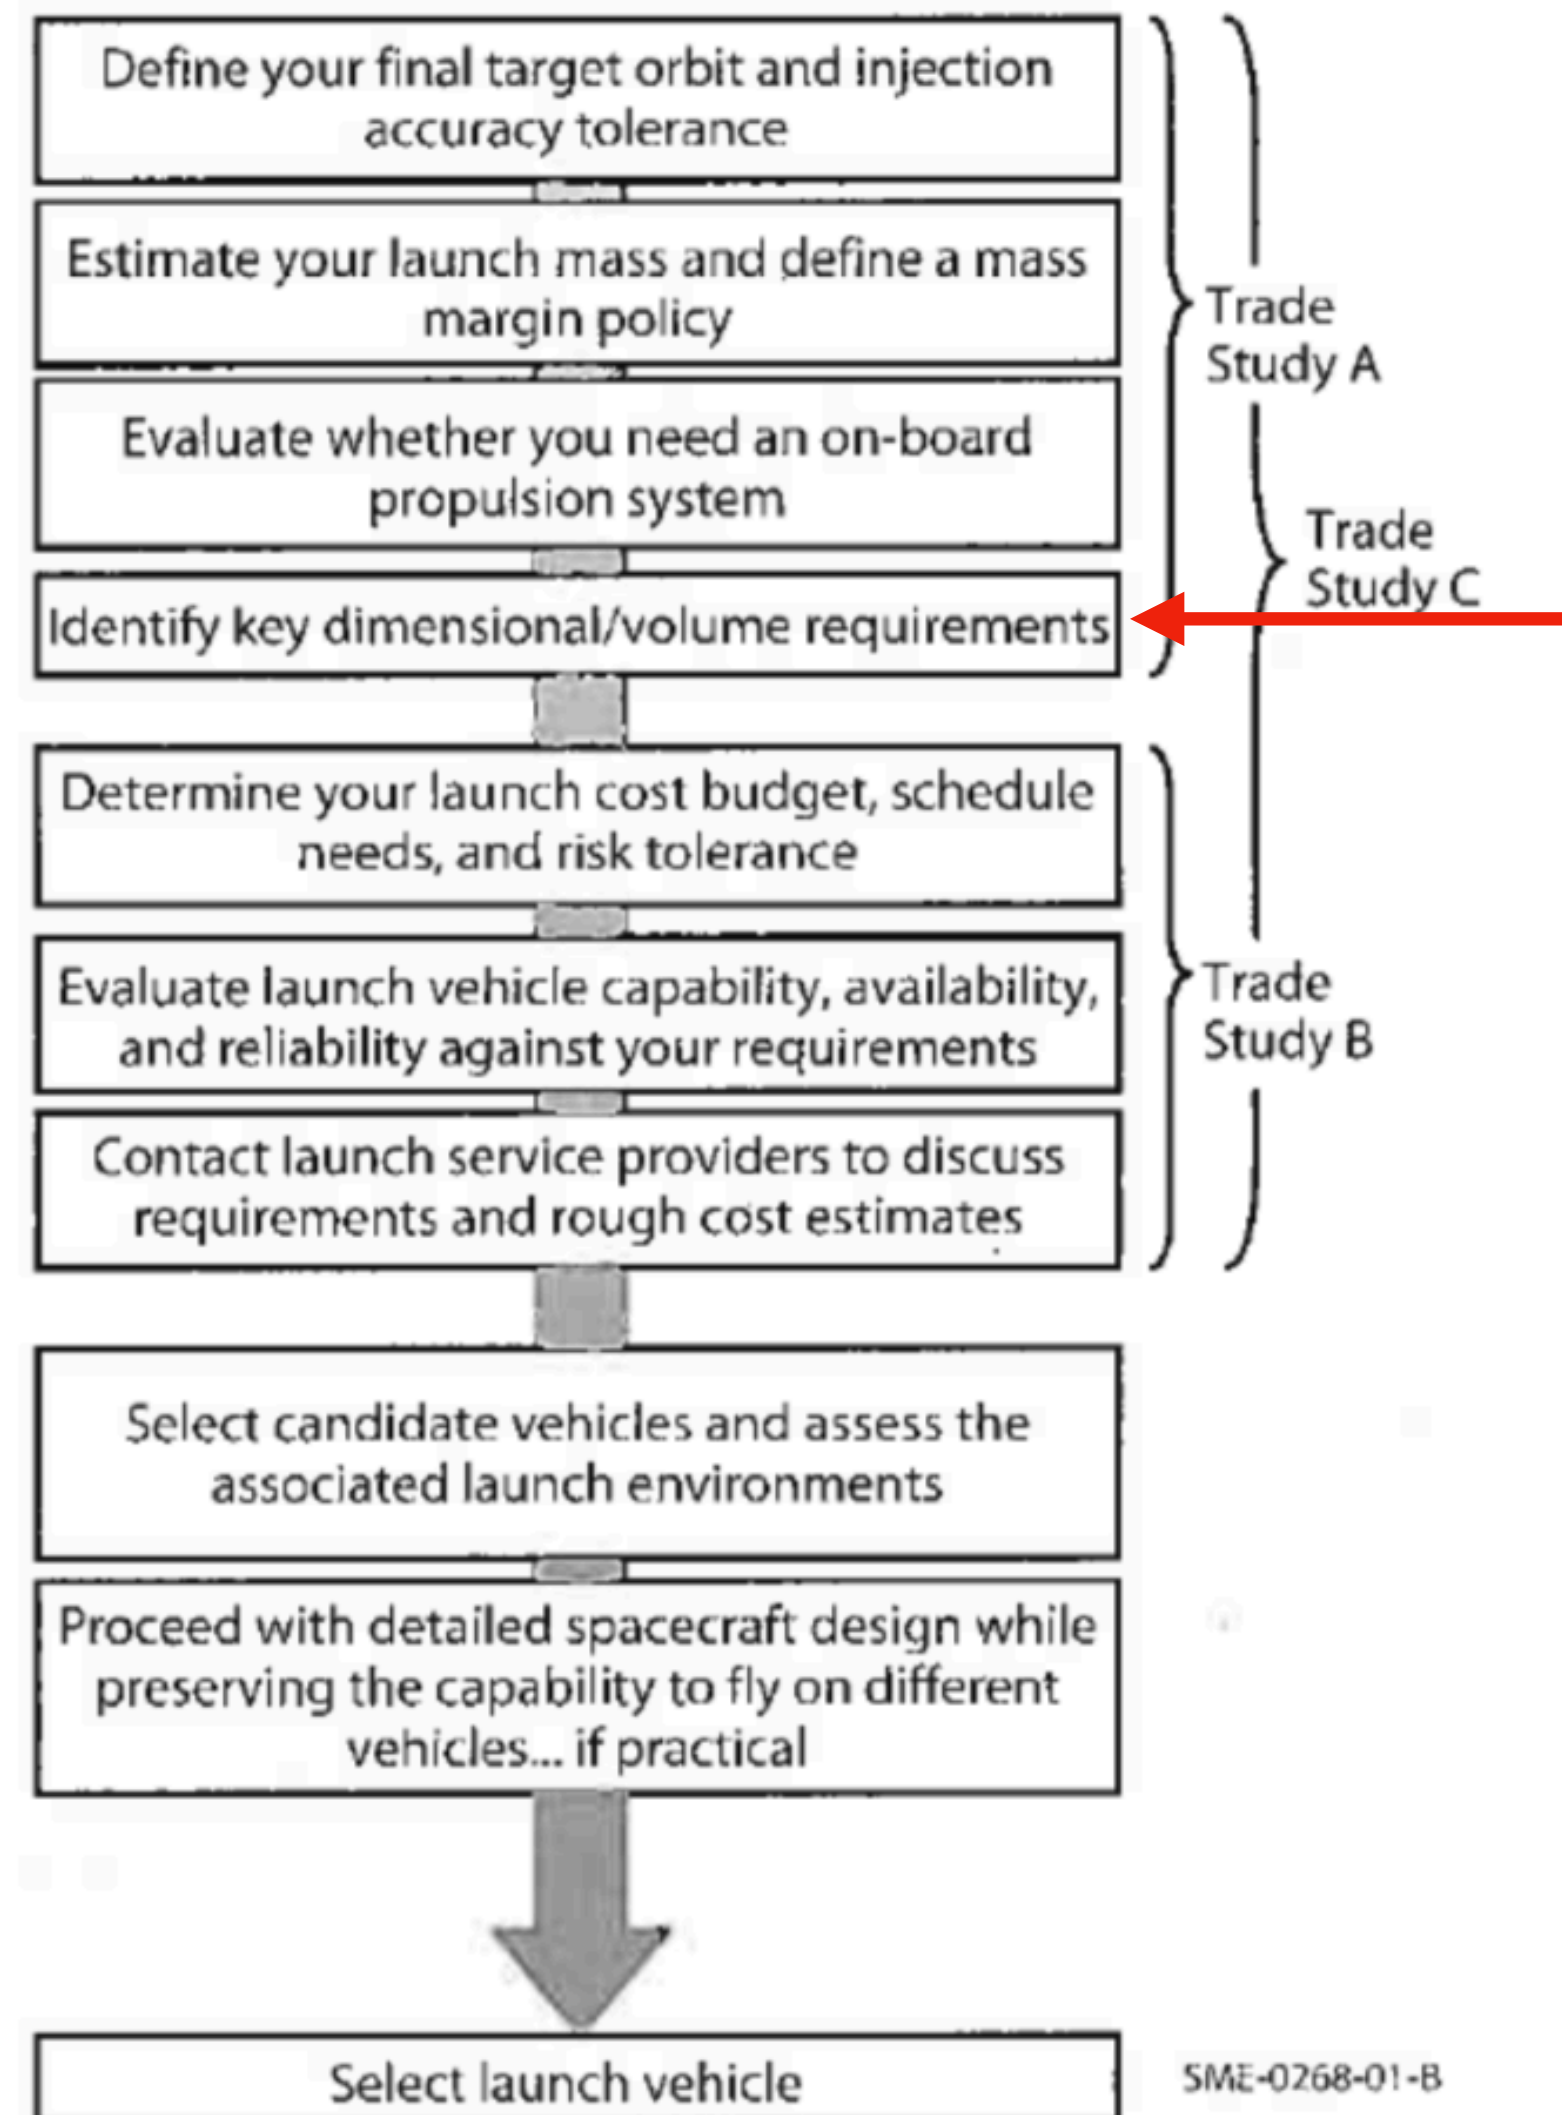 Define your final target orbit and injection
accuracy tolerance
Estimate your launch mass and define a mass
margin policy
Evaluate whether you need an on-board
propulsion system
Identify key dimensional/volume requirements
Trade
Study A
Trade
Study C
Determine your launch cost budget, schedule
needs, and risk tolerance
Evaluate launch vehicle capability, availability,
and reliability against your requirements
Contact launch service providers to discuss
requirements and rough cost estimates
Trade
Study B
Select candidate vehicles and assess the
associated launch environments
Proceed with detailed spacecraft design while
preserving the capability to fly on different
vehicles... if practical
Select launch vehicle
SME-0268-01-B